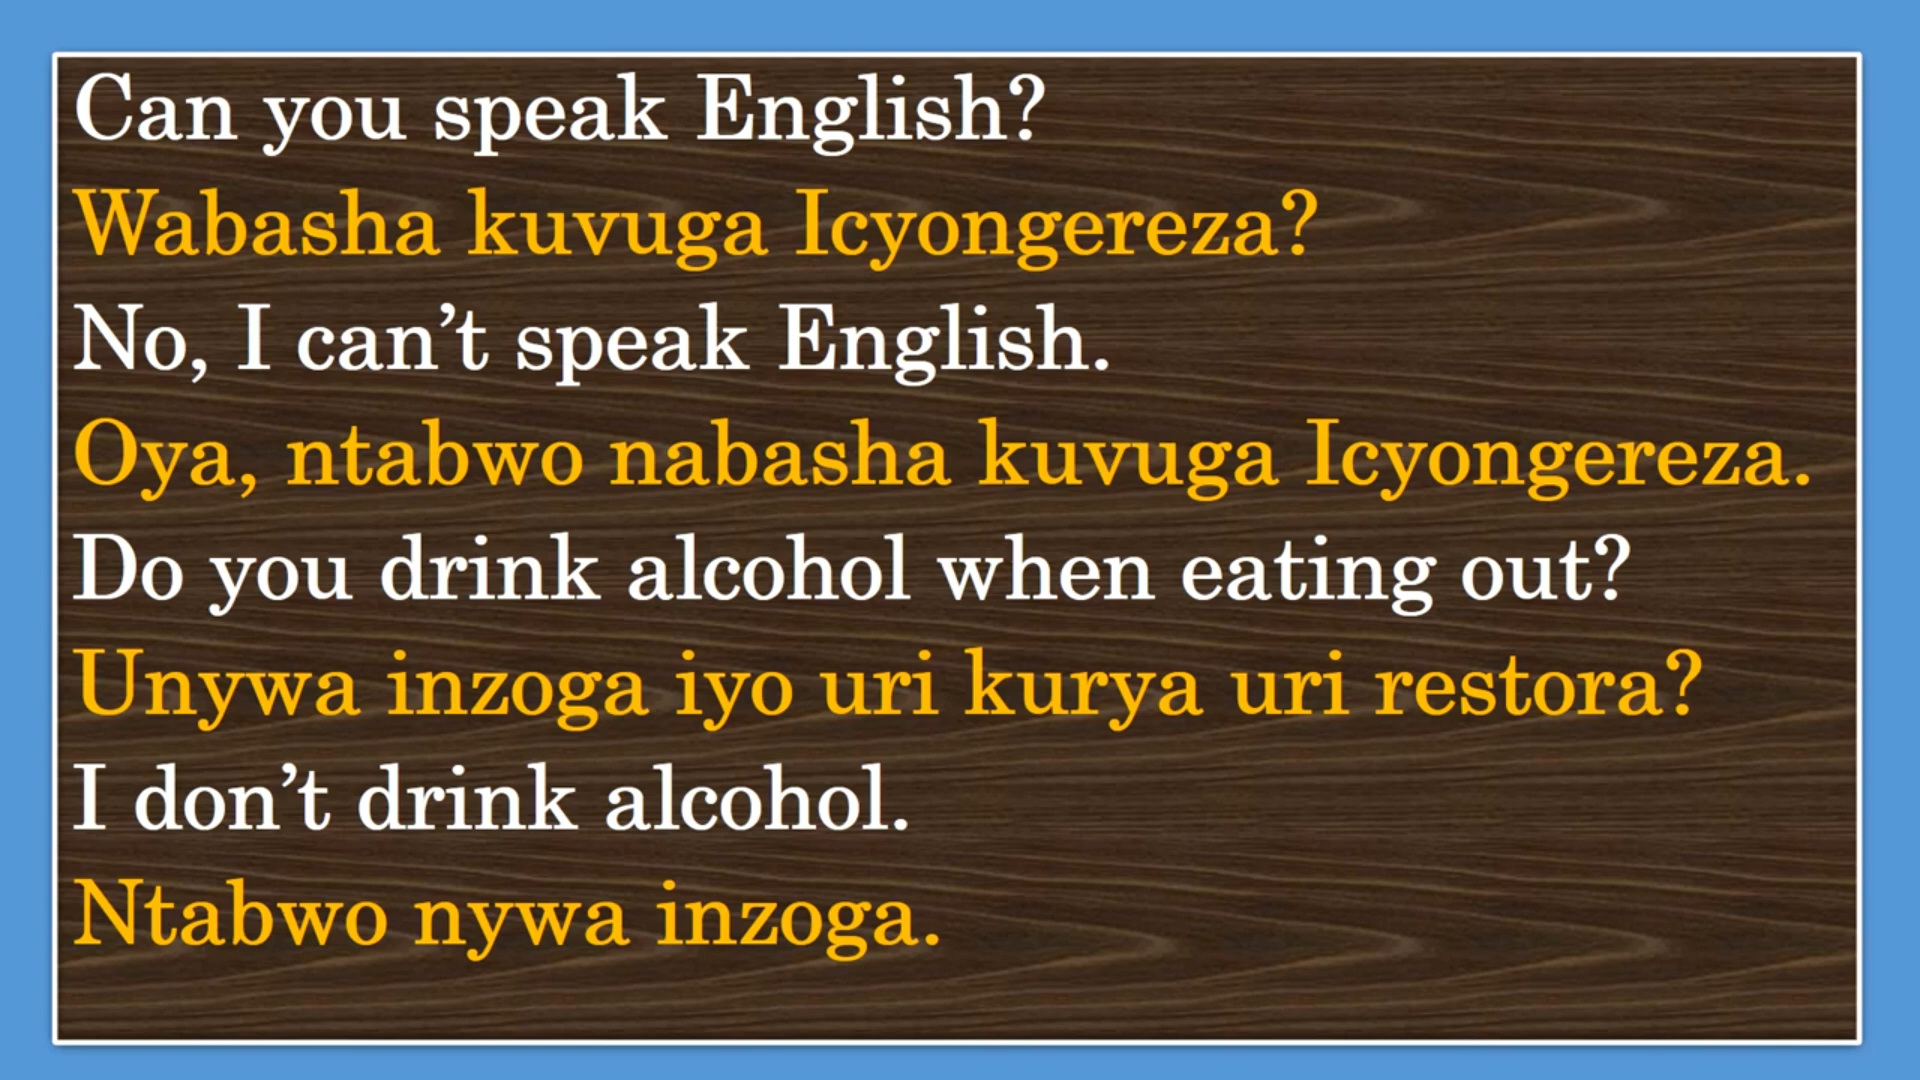 Can you speak English?
Wabasha kuvuga Icyongereza?
No, I can’t speak English.
Oya, ntabwo nabasha kuvuga Icyongereza.
Do you drink alcohol when eating out?
Unywa inzoga iyo uri kurya uri restora?
I don’t drink alcohol.
Ntabwo nywa inzoga.